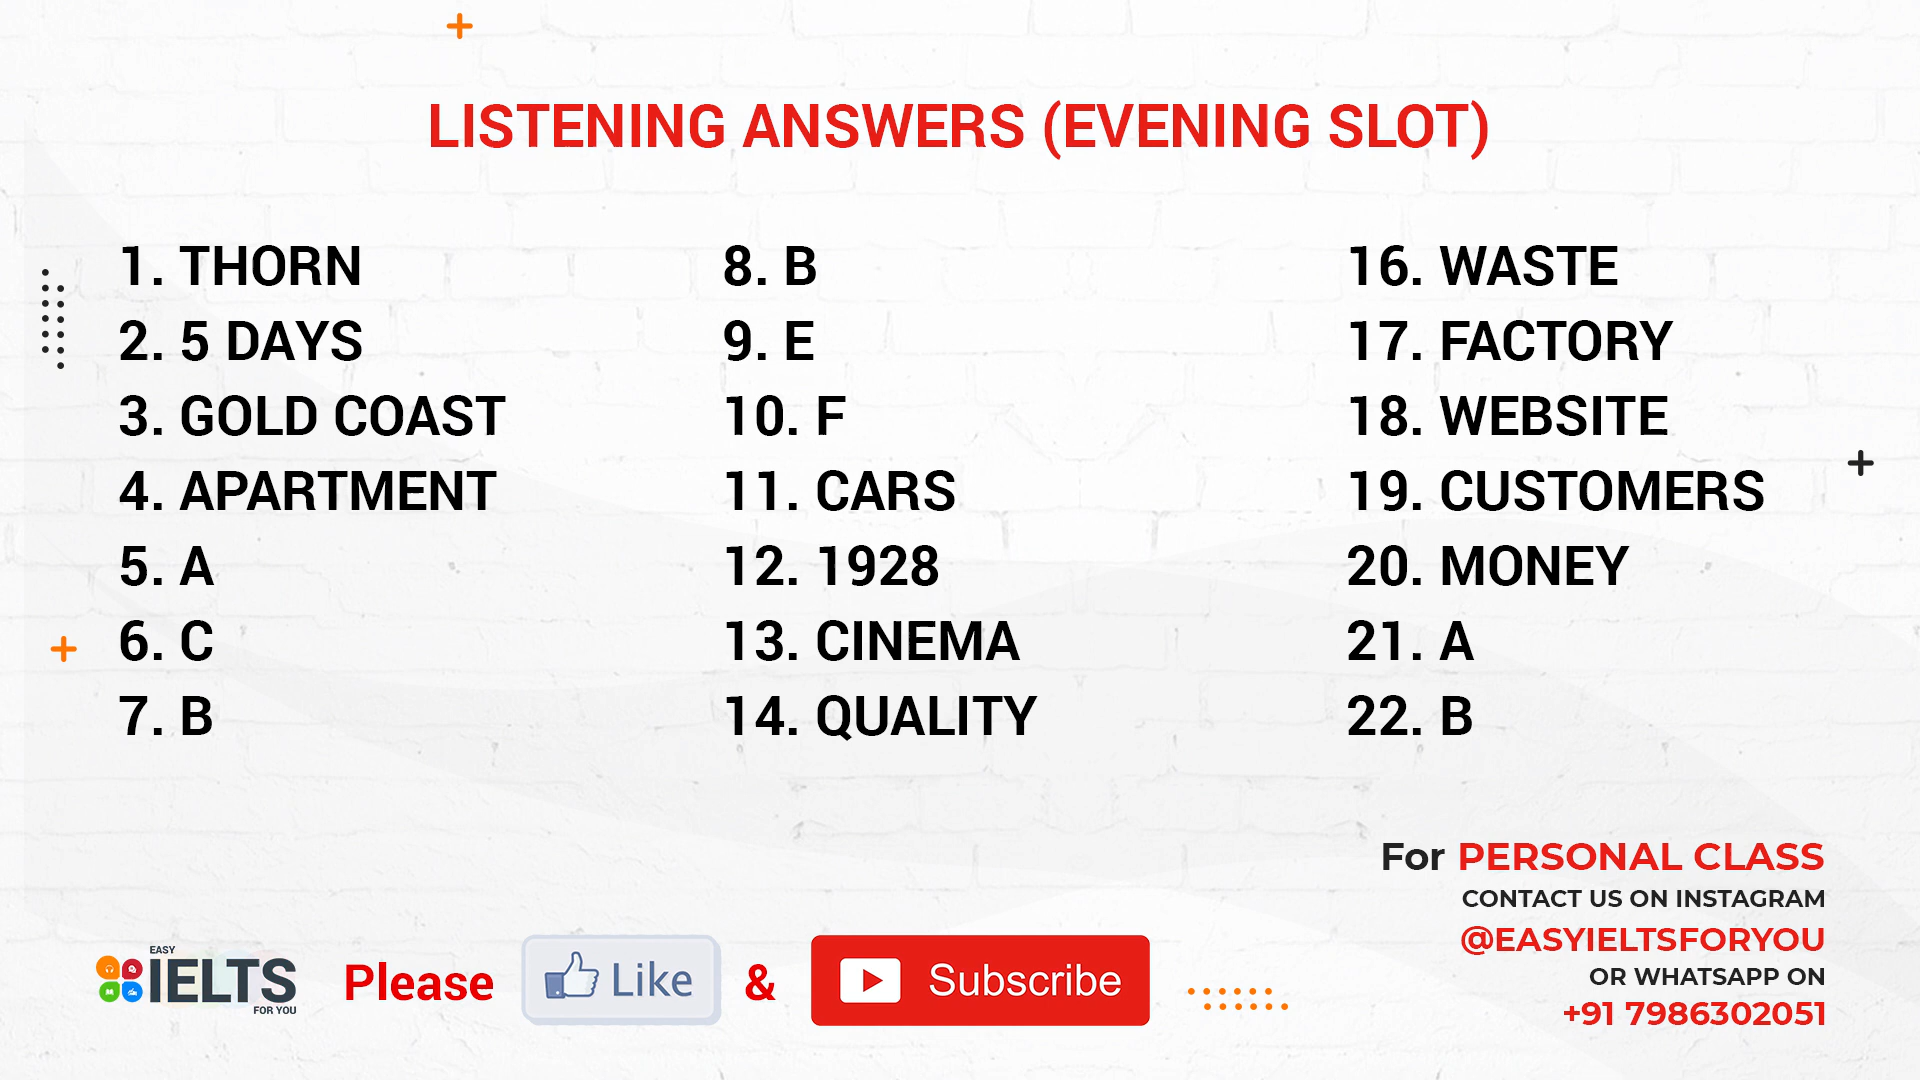 LISTENING ANSWERS (EVENING SLOT)
1. THORN
2. 5 DAYS
3. GOLD COAST
4. APARTMENT
5. A
6. C
7. B
8. B
9. E
10. F
11. CARS
12. 1928
13. CINEMA
14. QUALITY
16. WASTE
17. FACTORY
18. WEBSITE
19. CUSTOMERS
20. MONEY
21. A
22. B
For PERSONAL CLASS
CONTACT US ON INSTAGRAM
@EASYIELTSFORYOU
OR WHATSAPP ON
+91 7986302051
EASY
IELTS
FOR YOU
Please Like & Subscribe